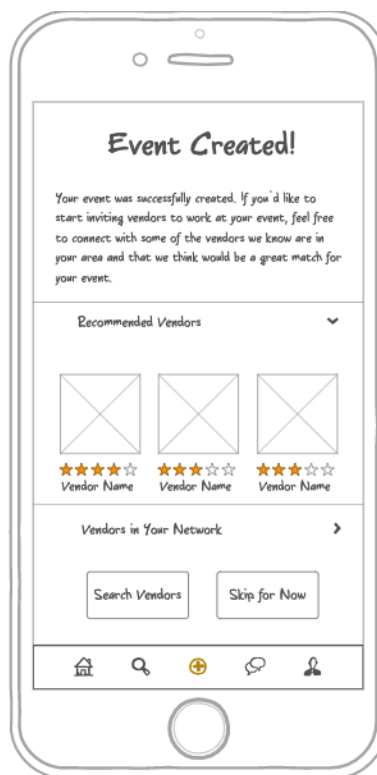 Event Created!
Your event was successfully created. If you'd like to
start inviting vendors to work at your event, feel free
to connect with some of the vendors we know are in
your area and that we think would be a great match for
your event.
Recommended Vendors
Vendor Name Vendor Name Vendor Name
Vendors in Your Network
Search Vendors Skip for Now